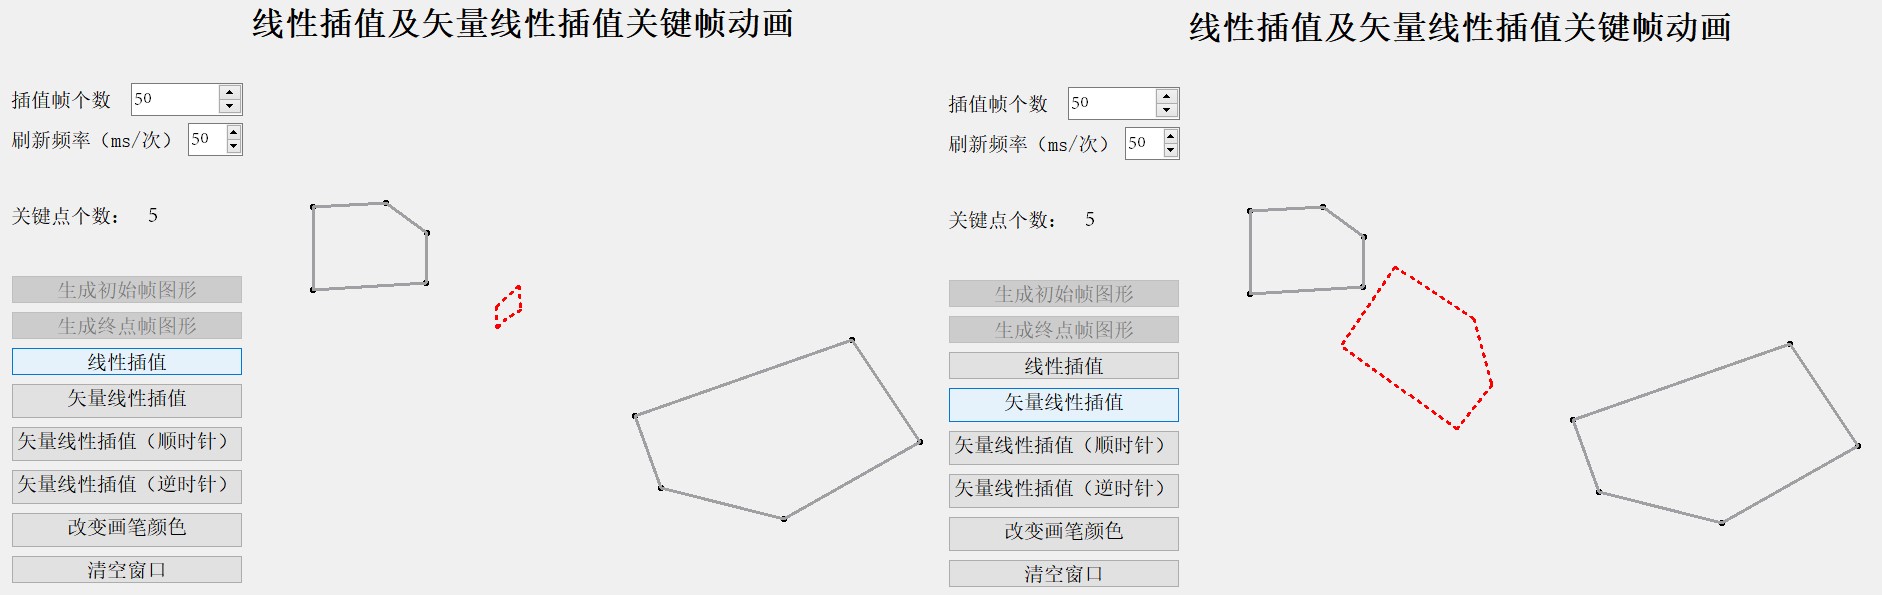 线性插值及矢量线性插值关键帧动画
插值帧个数 50
刷新频率（ms/次） 50
关键点个数： 5
生成初始帧图形
生成终点帧图形
线性插值
矢量线性插值
矢量线性插值（顺时针）
矢量线性插值（逆时针）
改变画笔颜色
清空窗口
线性插值及矢量线性插值关键帧动画
插值帧个数 50
刷新频率（ms/次） 50
关键点个数： 5
生成初始帧图形
生成终点帧图形
线性插值
矢量线性插值
矢量线性插值（顺时针）
矢量线性插值（逆时针）
改变画笔颜色
清空窗口